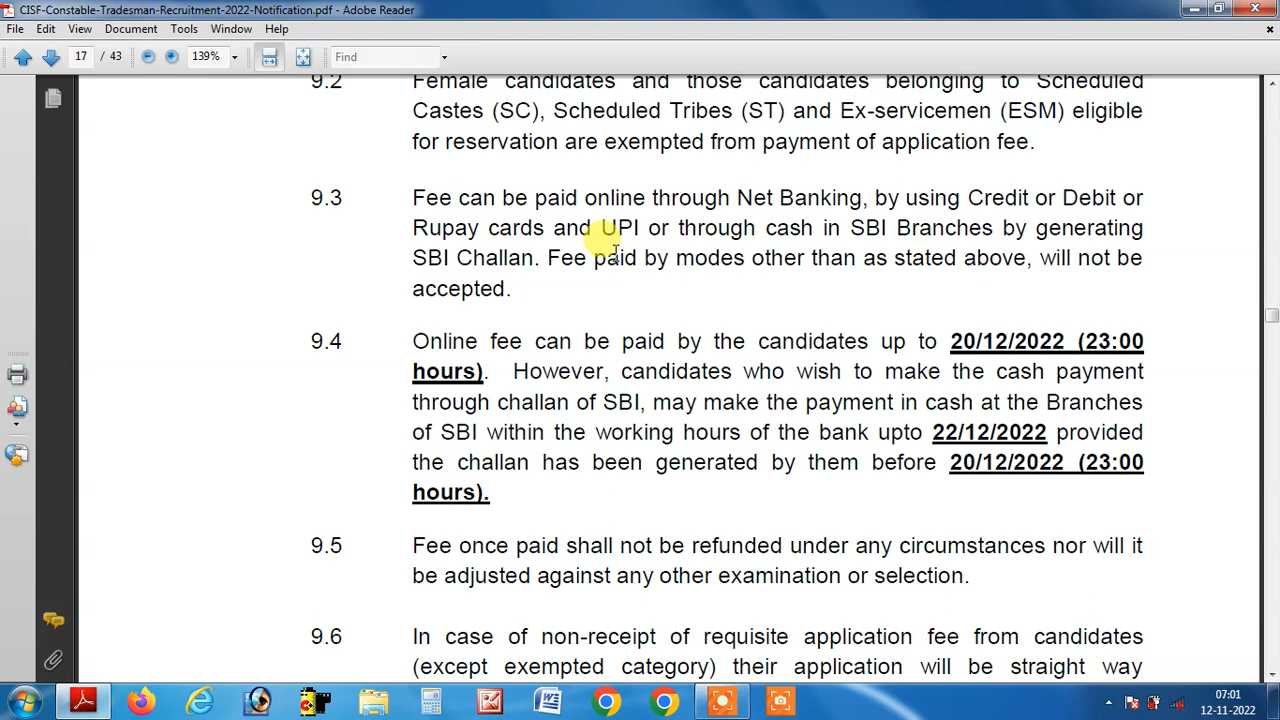 CISF-Constable-Tradesman-Recruitment-2022-Notification.pdf - Adobe Reader
File Edit View Document Tools Window Help
17 / 43 139% Find
9.2 Female candidates and those candidates belonging to Scheduled
Castes (SC), Scheduled Tribes (ST) and Ex-servicemen (ESM) eligible
for reservation are exempted from payment of application fee.
9.3 Fee can be paid online through Net Banking, by using Credit or Debit or
Rupay cards and UPI or through cash in SBI Branches by generating
SBI Challan. Fee paid by modes other than as stated above, will not be
accepted.
9.4 Online fee can be paid by the candidates up to 20/12/2022 (23:00
hours). However, candidates who wish to make the cash payment
through challan of SBI, may make the payment in cash at the Branches
of SBI within the working hours of the bank upto 22/12/2022 provided
the challan has been generated by them before 20/12/2022 (23:00
hours).
9.5 Fee once paid shall not be refunded under any circumstances nor will it
be adjusted against any other examination or selection.
9.6 In case of non-receipt of requisite application fee from candidates
(except exempted category) their application will be straight way
07:01
12-11-2022